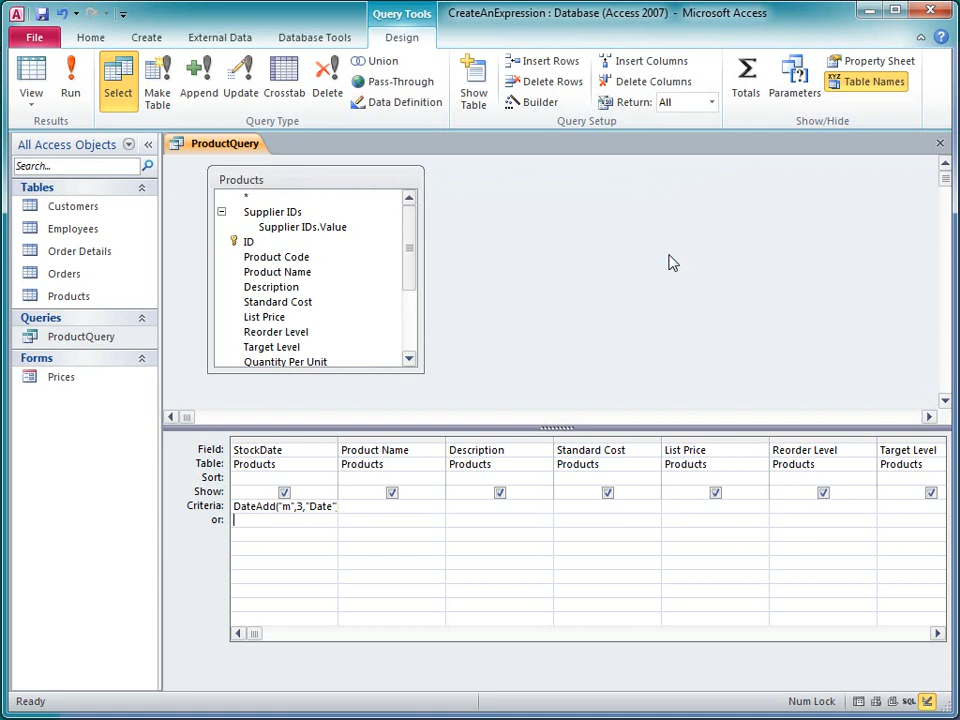 Query Tools
CreateAnExpression : Database (Access 2007) - Microsoft Access
File
Home
Create
External Data
Database Tools
Design
View
Run
Results
Select
Make Table
Append
Update
Crosstab
Delete
Union
Pass-Through
Data Definition
Query Type
Show Table
Insert Rows
Delete Rows
Builder
Insert Columns
Delete Columns
Return: All
Query Setup
Totals
Parameters
Property Sheet
XYZ Table Names
Show/Hide
All Access Objects
Search...
Tables
Customers
Employees
Order Details
Orders
Products
Queries
ProductQuery
Forms
Prices
ProductQuery
Products
*
Supplier IDs
Supplier IDs.Value
ID
Product Code
Product Name
Description
Standard Cost
List Price
Reorder Level
Target Level
Quantity Per Unit
Field: StockDate Product Name Description Standard Cost List Price Reorder Level Target Level
Table: Products Products Products Products Products Products Products
Sort:
Show:
Criteria: DateAdd("m",3,"Date"
or:
Ready
Num Lock
SQL